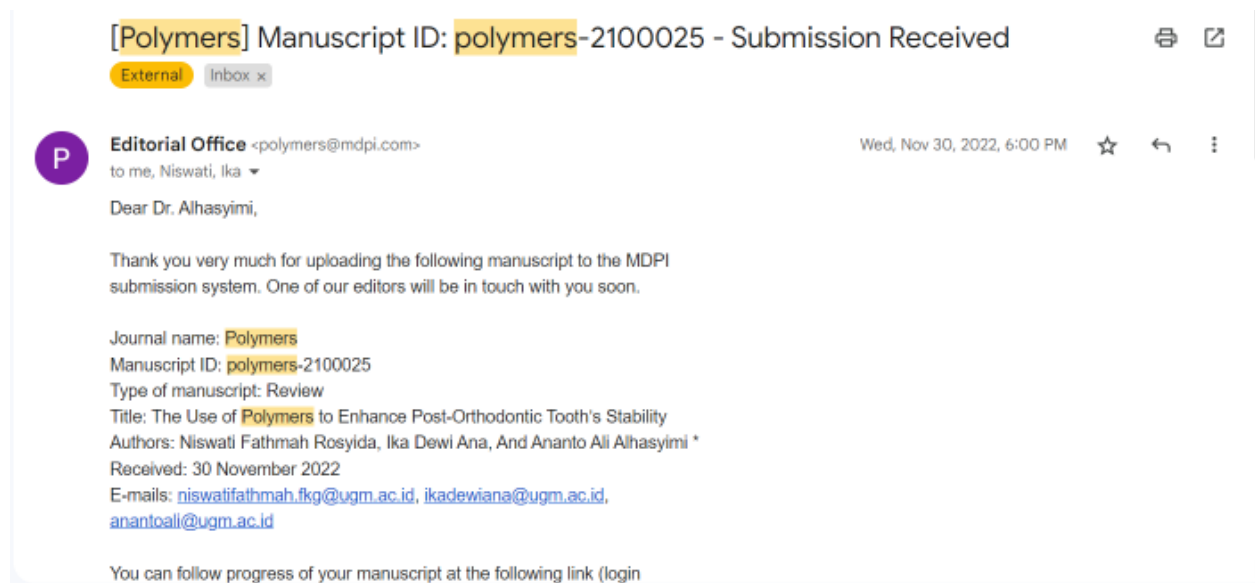 [Polymers] Manuscript ID: polymers-2100025 - Submission Received
External Inbox x
P
Editorial Office <polymers@mdpi.com> Wed, Nov 30, 2022, 6:00 PM
to me, Niswati, Ika
Dear Dr. Alhasyimi,
Thank you very much for uploading the following manuscript to the MDPI
submission system. One of our editors will be in touch with you soon.
Journal name: Polymers
Manuscript ID: polymers-2100025
Type of manuscript: Review
Title: The Use of Polymers to Enhance Post-Orthodontic Tooth's Stability
Authors: Niswati Fathmah Rosyida, Ika Dewi Ana, And Ananto Ali Alhasyimi *
Received: 30 November 2022
E-mails: niswatifathmah.fkg@ugm.ac.id, ikadewiana@ugm.ac.id,
anantoali@ugm.ac.id
You can follow progress of your manuscript at the following link (login